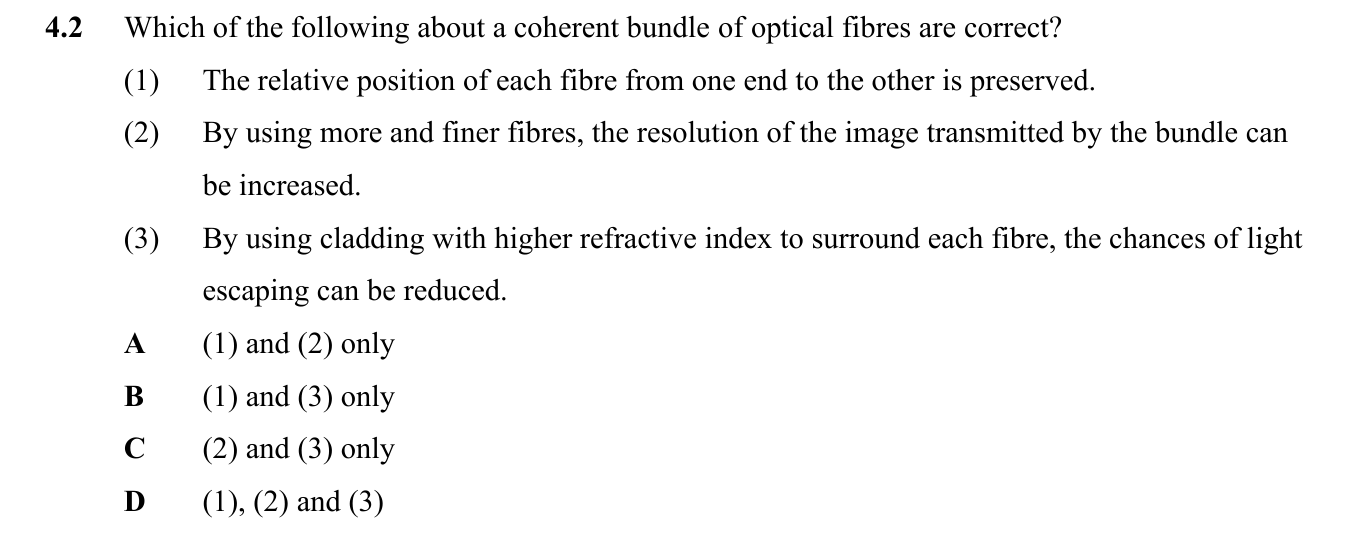 4.2 Which of the following about a coherent bundle of optical fibres are correct?
(1) The relative position of each fibre from one end to the other is preserved.
(2) By using more and finer fibres, the resolution of the image transmitted by the bundle can
be increased.
(3) By using cladding with higher refractive index to surround each fibre, the chances of light
escaping can be reduced.
A (1) and (2) only
B (1) and (3) only
C (2) and (3) only
D (1), (2) and (3)